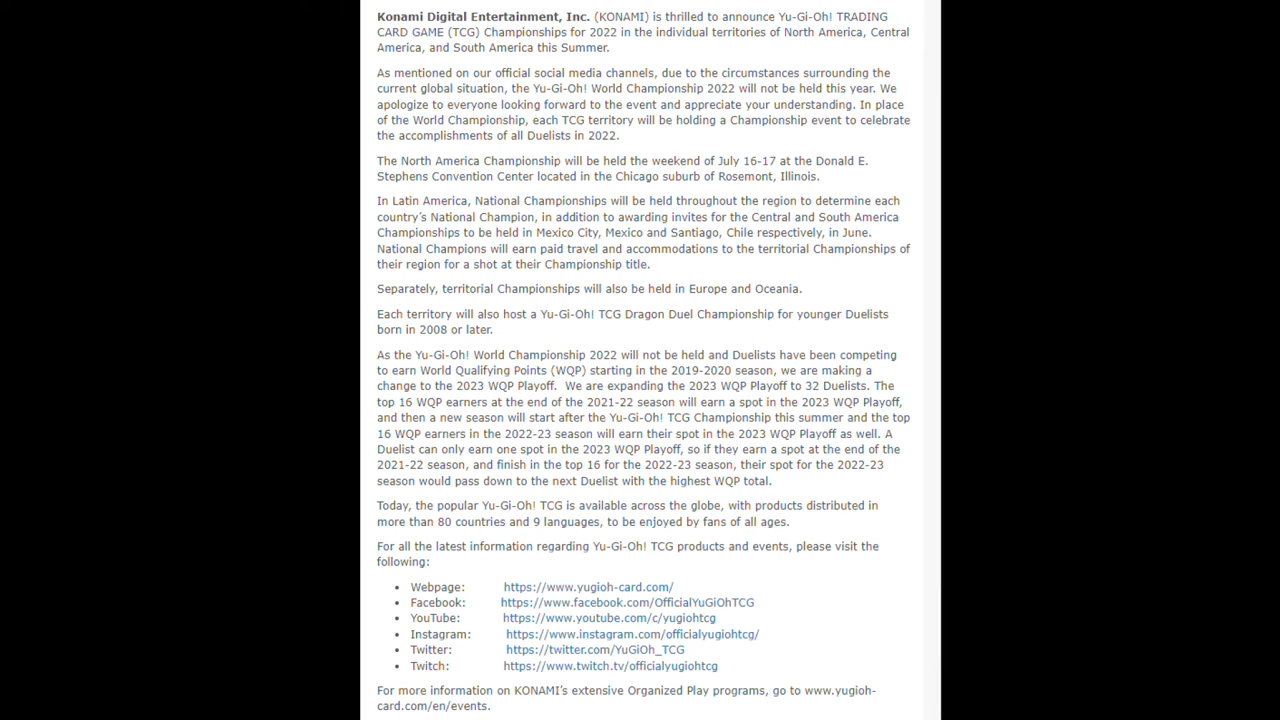 Konami Digital Entertainment, Inc. (KONAMI) is thrilled to announce Yu-Gi-Oh! TRADING
CARD GAME (TCG) Championships for 2022 in the individual territories of North America, Central
America, and South America this Summer.
As mentioned on our official social media channels, due to the circumstances surrounding the
current global situation, the Yu-Gi-Oh! World Championship 2022 will not be held this year. We
apologize to everyone looking forward to the event and appreciate your understanding. In place
of the World Championship, each TCG territory will be holding a Championship event to celebrate
the accomplishments of all Duelists in 2022.
The North America Championship will be held the weekend of July 16-17 at the Donald E.
Stephens Convention Center located in the Chicago suburb of Rosemont, Illinois.
In Latin America, National Championships will be held throughout the region to determine each
country's National Champion, in addition to awarding invites for the Central and South America
Championships to be held in Mexico City, Mexico and Santiago, Chile respectively, in June.
National Champions will earn paid travel and accommodations to the territorial Championships of
their region for a shot at their Championship title.
Separately, territorial Championships will also be held in Europe and Oceania.
Each territory will also host a Yu-Gi-Oh! TCG Dragon Duel Championship for younger Duelists
born in 2008 or later.
As the Yu-Gi-Oh! World Championship 2022 will not be held and Duelists have been competing
to earn World Qualifying Points (WQP) starting in the 2019-2020 season, we are making a
change to the 2023 WQP Playoff.  We are expanding the 2023 WQP Playoff to 32 Duelists. The
top 16 WQP earners at the end of the 2021-22 season will earn a spot in the 2023 WQP Playoff,
and then a new season will start after the Yu-Gi-Oh! TCG Championship this summer and the top
16 WQP earners in the 2022-23 season will earn their spot in the 2023 WQP Playoff as well. A
Duelist can only earn one spot in the 2023 WQP Playoff, so if they earn a spot at the end of the
2021-22 season, and finish in the top 16 for the 2022-23 season, their spot for the 2022-23
season would pass down to the next Duelist with the highest WQP total.
Today, the popular Yu-Gi-Oh! TCG is available across the globe, with products distributed in
more than 80 countries and 9 languages, to be enjoyed by fans of all ages.
For all the latest information regarding Yu-Gi-Oh! TCG products and events, please visit the
following:
• Webpage: https://www.yugioh-card.com/
• Facebook: https://www.facebook.com/OfficialYuGiOhTCG
• YouTube: https://www.youtube.com/c/yugiohtcg
• Instagram: https://www.instagram.com/officialyugiohtcg/
• Twitter: https://twitter.com/YuGiOh_TCG
• Twitch: https://www.twitch.tv/officialyugiohtcg
For more information on KONAMI's extensive Organized Play programs, go to www.yugioh-
card.com/en/events.